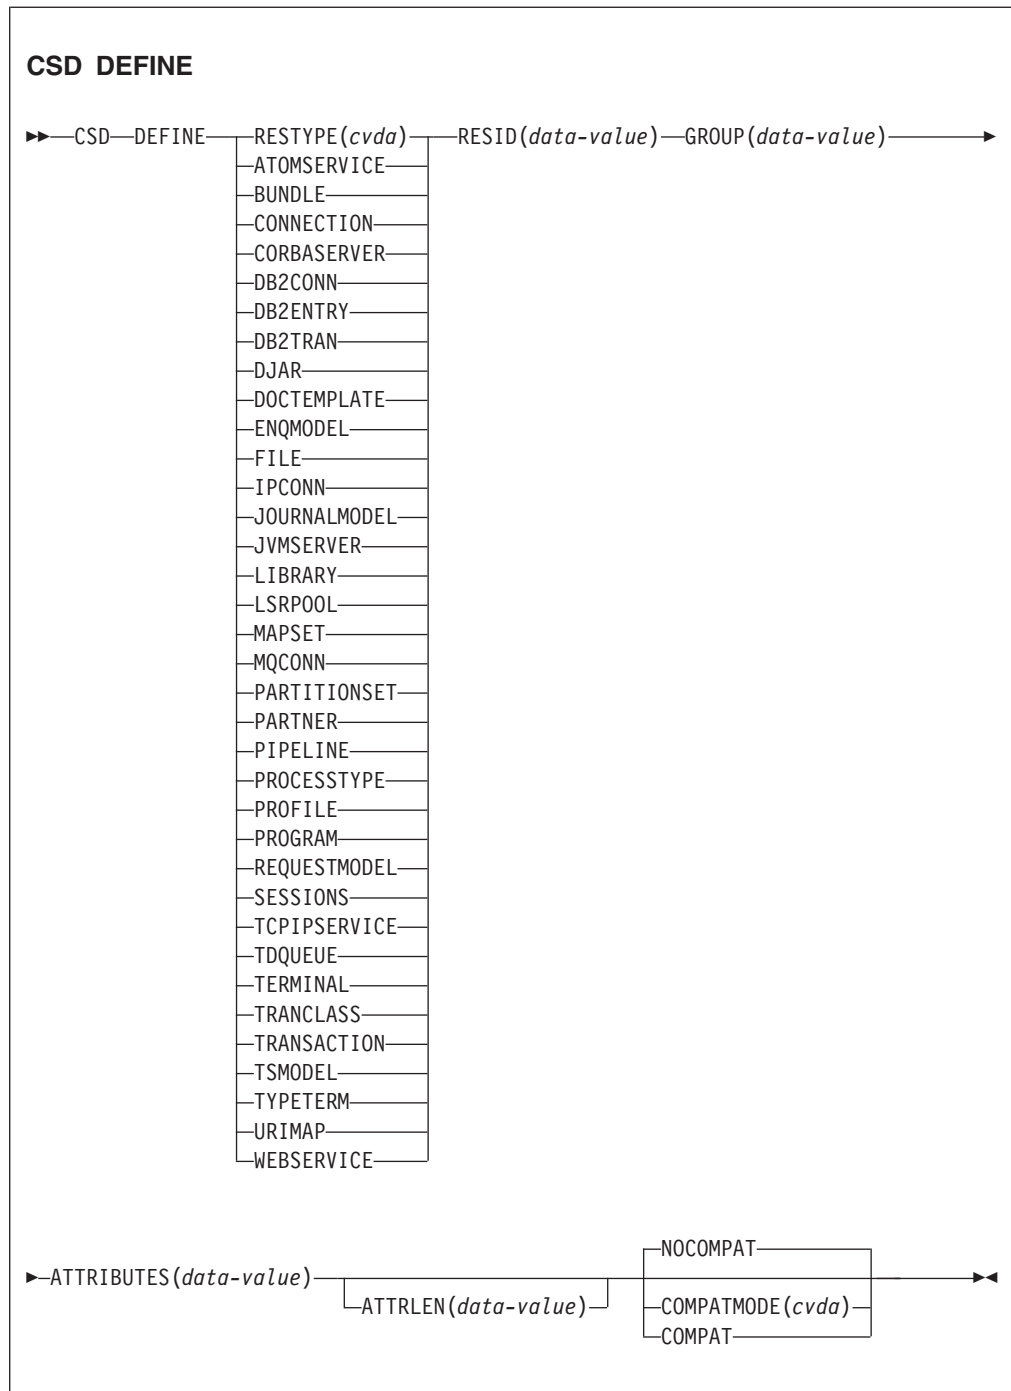 CSD DEFINE
CSD DEFINE RESTYPE(cvda) RESID(data-value) GROUP(data-value)
ATOMSERVICE
BUNDLE
CONNECTION
CORBASERVER
DB2CONN
DB2ENTRY
DB2TRAN
DJAR
DOCTEMPLATE
ENQMODEL
FILE
IPCONN
JOURNALMODEL
JVMSERVER
LIBRARY
LSRPOOL
MAPSET
MQCONN
PARTITIONSET
PARTNER
PIPELINE
PROCESSTYPE
PROFILE
PROGRAM
REQUESTMODEL
SESSIONS
TCPIPSERVICE
TDQUEUE
TERMINAL
TRANCLASS
TRANSACTION
TSMODEL
TYPETERM
URIMAP
WEBSERVICE
NOCOMPAT
ATTRIBUTES(data-value)
ATTRLEN(data-value) COMPATMODE(cvda)
COMPAT